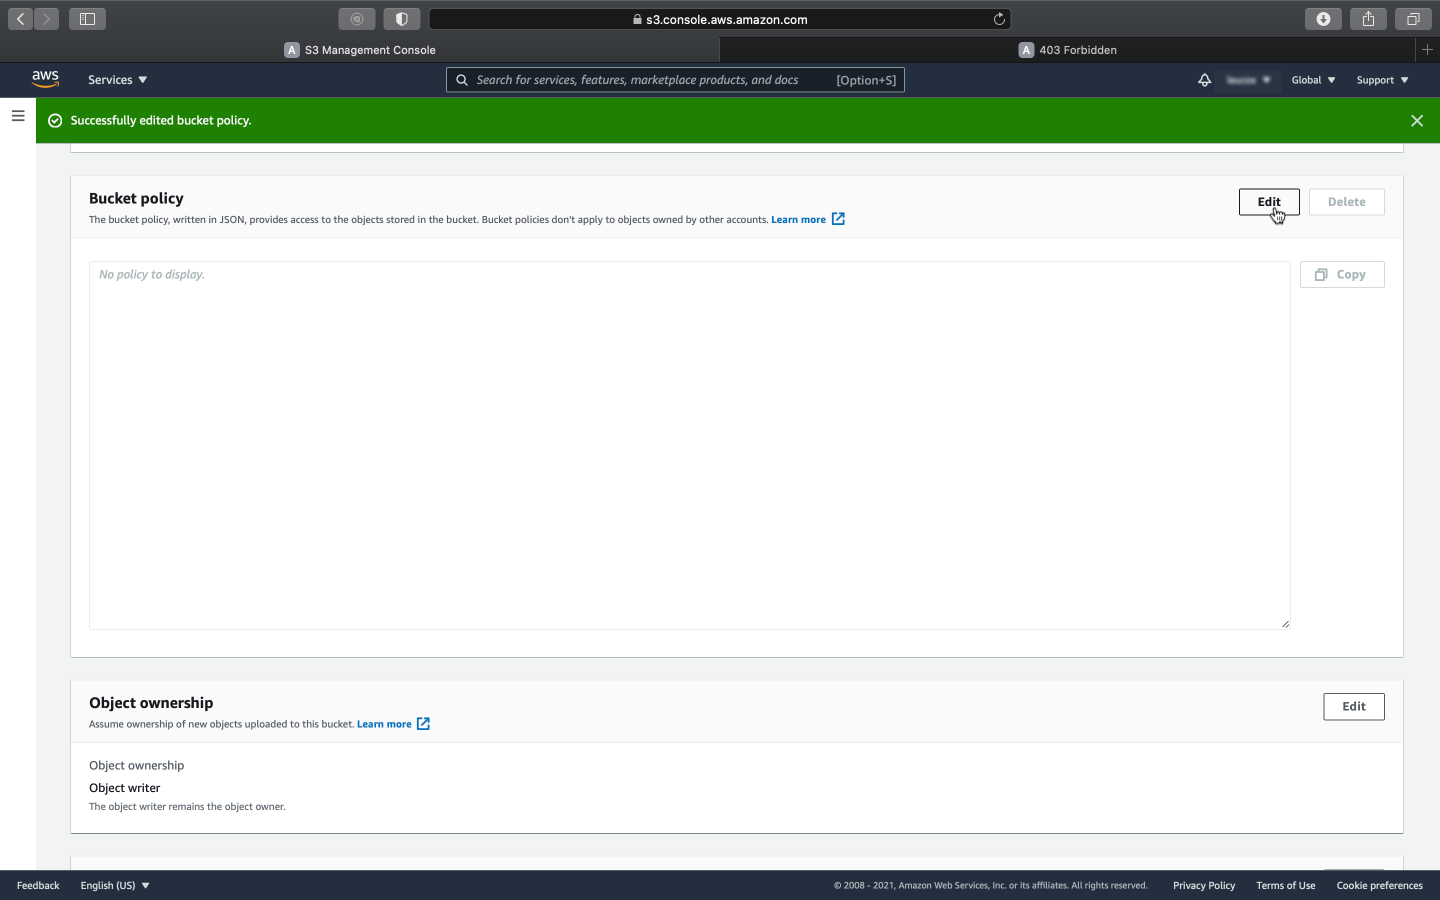 s3.console.aws.amazon.com
A S3 Management Console
A 403 Forbidden
aws
Services
Search for services, features, marketplace products, and docs [Option+S]
Global
Support
Successfully edited bucket policy.
Bucket policy
The bucket policy, written in JSON, provides access to the objects stored in the bucket. Bucket policies don't apply to objects owned by other accounts. Learn more
Edit
Delete
No policy to display.
Copy
Object ownership
Assume ownership of new objects uploaded to this bucket. Learn more
Edit
Object ownership
Object writer
The object writer remains the object owner.
Feedback
English (US)
© 2008 - 2021, Amazon Web Services, Inc. or its affiliates. All rights reserved.
Privacy Policy
Terms of Use
Cookie preferences